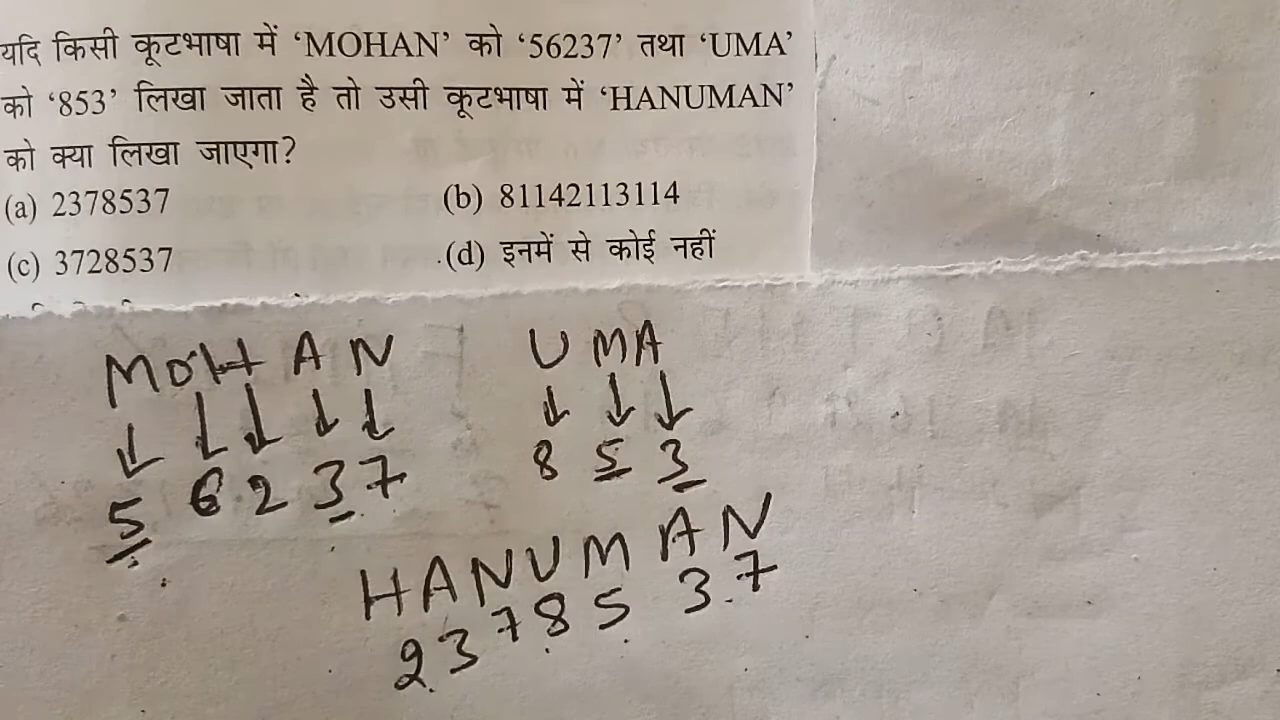 यदि किसी कूटभाषा में ‘MOHAN’ को ‘56237’ तथा ‘UMA’
को ‘853’ लिखा जाता है तो उसी कूटभाषा में ‘HANUMAN’
को क्या लिखा जाएगा?
(a) 2378537 (b) 81142113114
(c) 3728537 (d) इनमें से कोई नहीं
MOHAN UMA
↓ ↓ ↓ ↓ ↓ ↓ ↓ ↓
5 6 2 3 7 8 5 3
HANUMAN
2 3 7 8 5 3 7